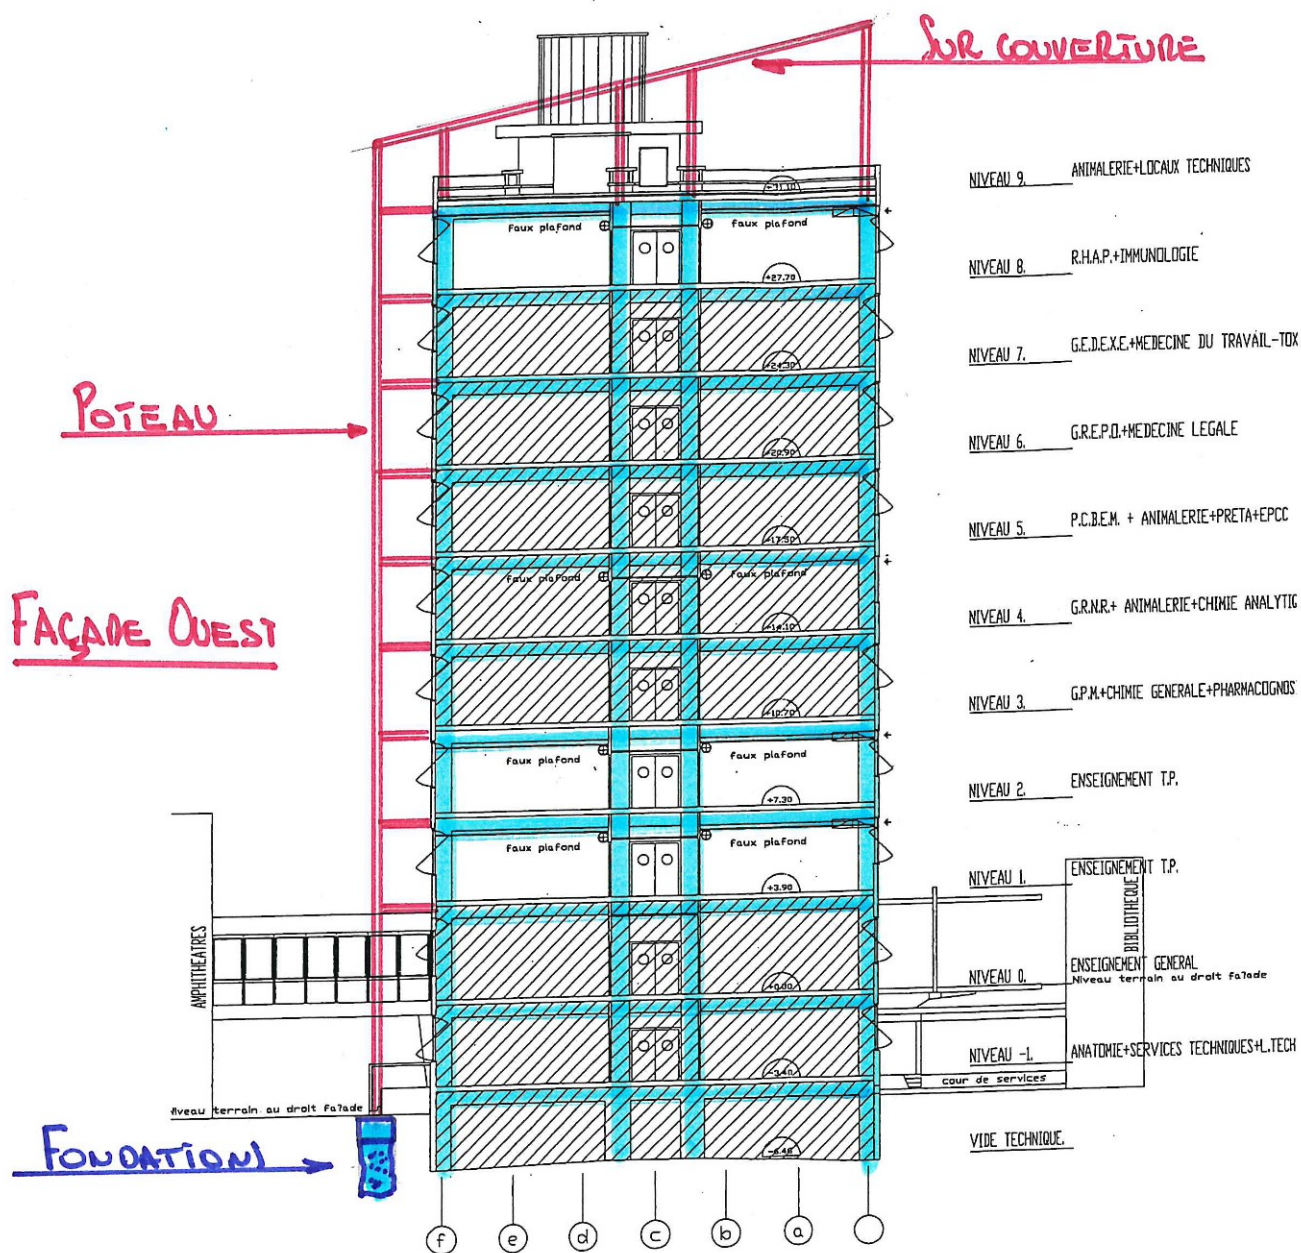 SUR COUVERTURE
NIVEAU 9. ANIMALERIE+LOCAUX TECHNIQUES
+31.10
faux plafond faux plafond
NIVEAU 8. R.H.A.P.+IMMUNOLOGIE
+27.70
NIVEAU 7. G.E.D.E.X.E.+MEDECINE DU TRAVAIL-TOX
+24.30
POTEAU
NIVEAU 6. G.R.E.P.O.+MEDECINE LEGALE
+20.90
NIVEAU 5. P.C.B.E.M. + ANIMALERIE+PRETA+EPCC
+17.50
faux plafond faux plafond
FAÇADE OUEST
NIVEAU 4. G.R.N.R.+ ANIMALERIE+CHIMIE ANALYTIC
+14.10
NIVEAU 3. G.P.M.+CHIMIE GENERALE+PHARMACOGNOS
+10.70
faux plafond faux plafond
NIVEAU 2. ENSEIGNEMENT T.P.
+7.30
faux plafond faux plafond
NIVEAU 1. ENSEIGNEMENT T.P.
+3.90
AMPHITHEATRES
BIBLIOTHEQUE
NIVEAU 0. ENSEIGNEMENT GENERAL
Niveau terrain au droit fa?ade
+0.00
NIVEAU -1. ANATOMIE+SERVICES TECHNIQUES+L.TECH
-3.40
cour de services
Niveau terrain au droit fa?ade
FONDATION
VIDE TECHNIQUE.
f e d c b a